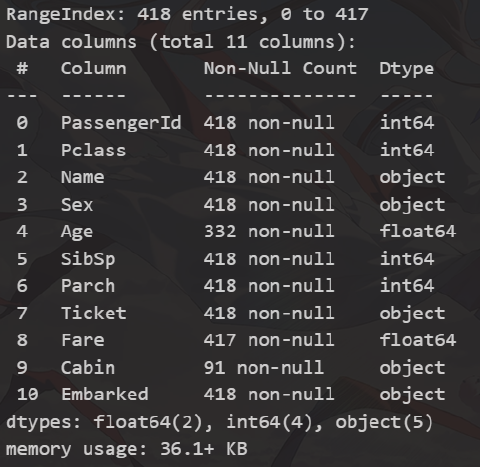 RangeIndex: 418 entries, 0 to 417
Data columns (total 11 columns):
 #   Column       Non-Null Count  Dtype
---  ------       --------------  -----
 0   PassengerId  418 non-null    int64
 1   Pclass       418 non-null    int64
 2   Name         418 non-null    object
 3   Sex          418 non-null    object
 4   Age          332 non-null    float64
 5   SibSp        418 non-null    int64
 6   Parch        418 non-null    int64
 7   Ticket       418 non-null    object
 8   Fare         417 non-null    float64
 9   Cabin        91 non-null     object
 10  Embarked     418 non-null    object
dtypes: float64(2), int64(4), object(5)
memory usage: 36.1+ KB